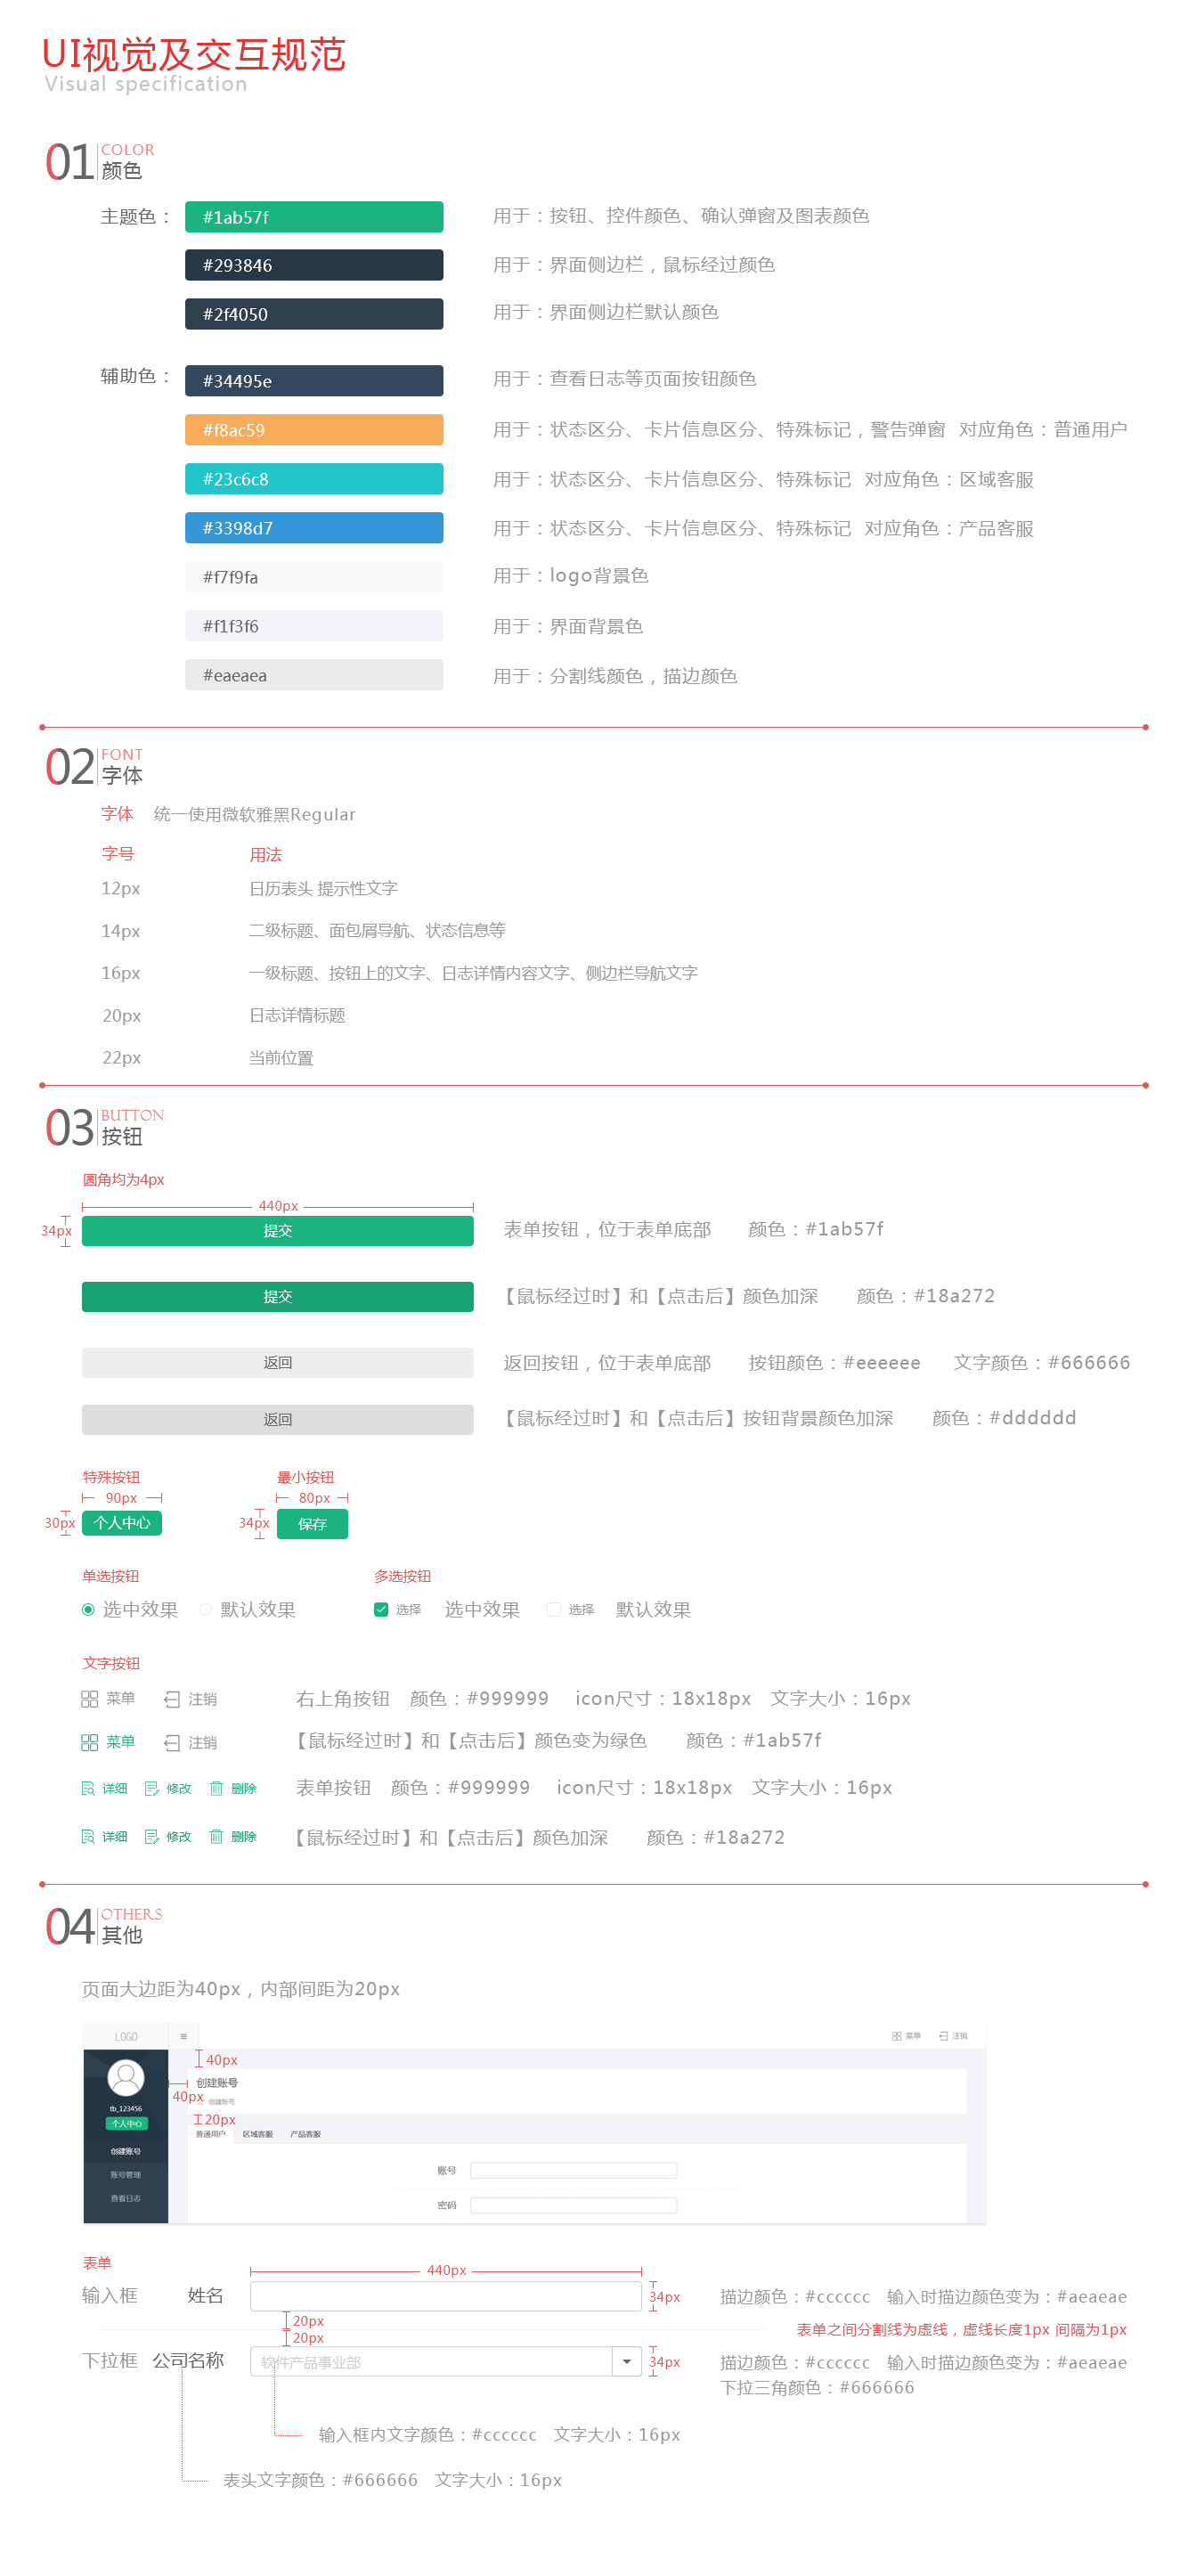 UI视觉及交互规范
Visual specification
01 COLOR
颜色
主题色： #1ab57f 用于：按钮、控件颜色、确认弹窗及图表颜色
#293846 用于：界面侧边栏，鼠标经过颜色
#2f4050 用于：界面侧边栏默认颜色
辅助色： #34495e 用于：查看日志等页面按钮颜色
#f8ac59 用于：状态区分、卡片信息区分、特殊标记，警告弹窗 对应角色：普通用户
#23c6c8 用于：状态区分、卡片信息区分、特殊标记 对应角色：区域客服
#3398d7 用于：状态区分、卡片信息区分、特殊标记 对应角色：产品客服
#f7f9fa 用于：logo背景色
#f1f3f6 用于：界面背景色
#eaeaea 用于：分割线颜色，描边颜色
02 FONT
字体
字体 统一使用微软雅黑Regular
字号 用法
12px 日历表头 提示性文字
14px 二级标题、面包屑导航、状态信息等
16px 一级标题、按钮上的文字、日志详情内容文字、侧边栏导航文字
20px 日志详情标题
22px 当前位置
03 BUTTON
按钮
圆角均为4px
440px
34px 提交 表单按钮，位于表单底部 颜色：#1ab57f
提交 【鼠标经过时】和【点击后】颜色加深 颜色：#18a272
返回 返回按钮，位于表单底部 按钮颜色：#eeeeee 文字颜色：#666666
返回 【鼠标经过时】和【点击后】按钮背景颜色加深 颜色：#dddddd
特殊按钮 最小按钮
90px 80px
30px 个人中心 34px 保存
单选按钮 多选按钮
选中效果 默认效果 选择 选中效果 选择 默认效果
文字按钮
菜单 注销 右上角按钮 颜色：#999999 icon尺寸：18x18px 文字大小：16px
菜单 注销 【鼠标经过时】和【点击后】颜色变为绿色 颜色：#1ab57f
详细 修改 删除 表单按钮 颜色：#999999 icon尺寸：18x18px 文字大小：16px
详细 修改 删除 【鼠标经过时】和【点击后】颜色加深 颜色：#18a272
04 OTHERS
其他
页面大边距为40px，内部间距为20px
LOGO 菜单 注销
40px
创建账号
40px
创建账号
tb_123456
20px
个人中心
普通用户 区域客服 产品客服
创建账号
账号
账号管理
查看日志
密码
表单
440px
输入框 姓名 34px 描边颜色：#cccccc 输入时描边颜色变为：#aeaeae
20px
表单之间分割线为虚线，虚线长度1px 间隔为1px
20px
下拉框 公司名称 软件产品事业部 34px 描边颜色：#cccccc 输入时描边颜色变为：#aeaeae
下拉三角颜色：#666666
输入框内文字颜色：#cccccc 文字大小：16px
表头文字颜色：#666666 文字大小：16px